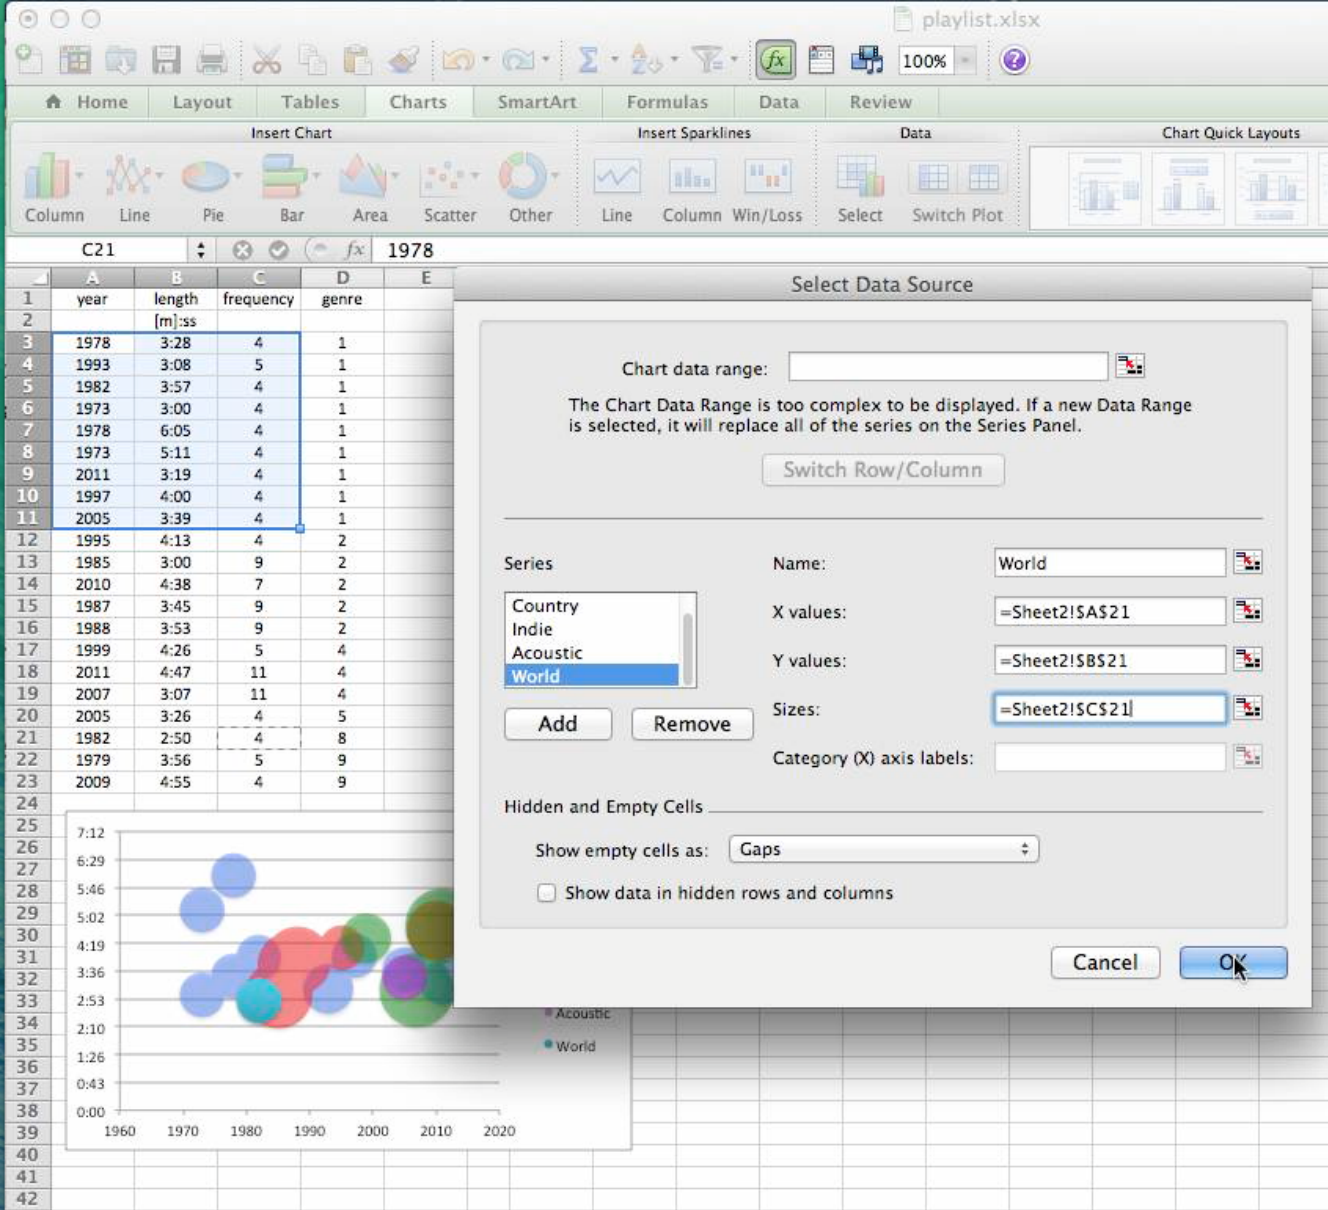 playlist.xlsx
100%
Home Layout Tables Charts SmartArt Formulas Data Review
Insert Chart Insert Sparklines Data Chart Quick Layouts
Column Line Pie Bar Area Scatter Other Line Column Win/Loss Select Switch Plot
C21 fx 1978
A B C D E
1 year length frequency genre
2 [m]:ss
3 1978 3:28 4 1
4 1993 3:08 5 1
5 1982 3:57 4 1
6 1973 3:00 4 1
7 1978 6:05 4 1
8 1973 5:11 4 1
9 2011 3:19 4 1
10 1997 4:00 4 1
11 2005 3:39 4 1
12 1995 4:13 4 2
13 1985 3:00 9 2
14 2010 4:38 7 2
15 1987 3:45 9 2
16 1988 3:53 9 2
17 1999 4:26 5 4
18 2011 4:47 11 4
19 2007 3:07 11 4
20 2005 3:26 4 5
21 1982 2:50 4 8
22 1979 3:56 5 9
23 2009 4:55 4 9
24
25
26
27
28
29
30
31
32
33
34
35
36
37
38
39
40
41
42
7:12
6:29
5:46
5:02
4:19
3:36
2:53
2:10
1:26
0:43
0:00
1960 1970 1980 1990 2000 2010 2020
Acoustic
World
Select Data Source
Chart data range:
The Chart Data Range is too complex to be displayed. If a new Data Range
is selected, it will replace all of the series on the Series Panel.
Switch Row/Column
Series
Country
Indie
Acoustic
World
Add Remove
Name: World
X values: =Sheet2!$A$21
Y values: =Sheet2!$B$21
Sizes: =Sheet2!$C$21
Category (X) axis labels:
Hidden and Empty Cells
Show empty cells as: Gaps
Show data in hidden rows and columns
Cancel OK